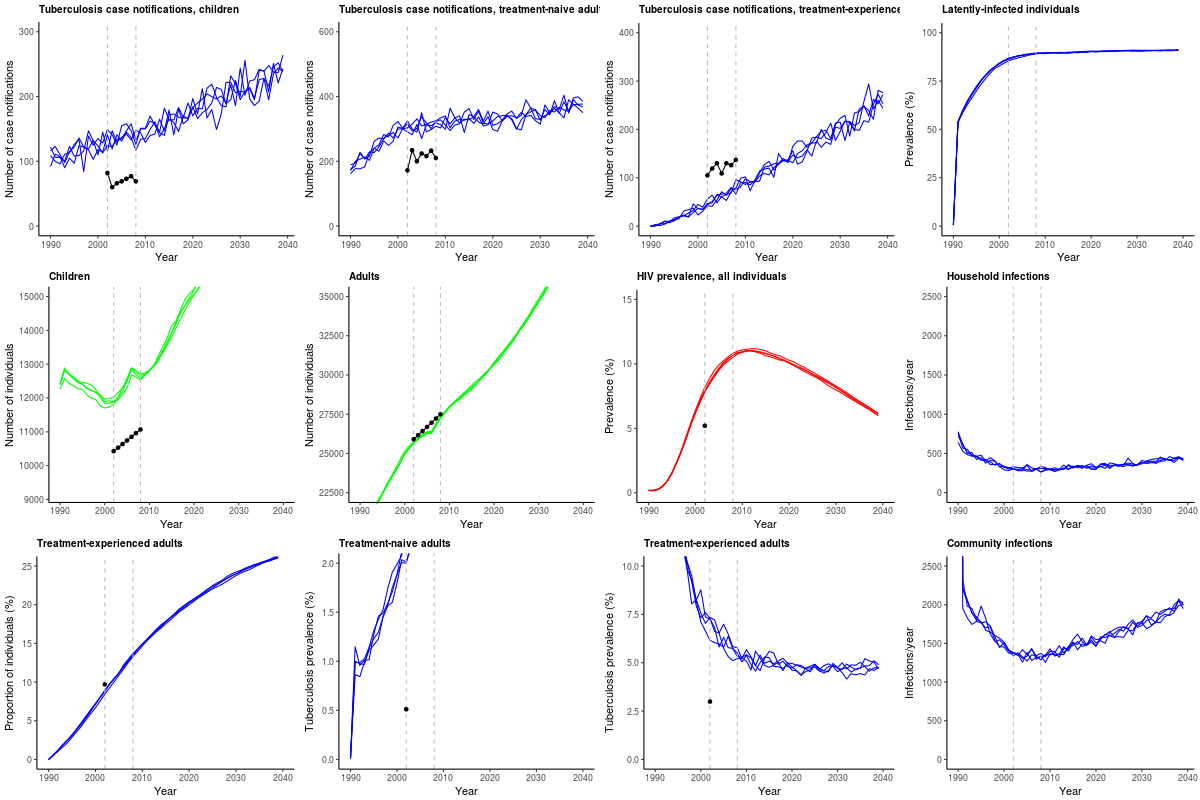 Tuberculosis case notifications, children
Number of case notifications
300
200
100
0
1990 2000 2010 2020 2030 2040
Year
Tuberculosis case notifications, treatment-naive adul
Number of case notifications
600
400
200
0
1990 2000 2010 2020 2030 2040
Year
Tuberculosis case notifications, treatment-experience
Number of case notifications
400
300
200
100
0
1990 2000 2010 2020 2030 2040
Year
Latently-infected individuals
Prevalence (%)
100
75
50
25
0
1990 2000 2010 2020 2030 2040
Year
Children
Number of individuals
15000
14000
13000
12000
11000
10000
9000
1990 2000 2010 2020 2030 2040
Year
Adults
Number of individuals
35000
32500
30000
27500
25000
22500
1990 2000 2010 2020 2030 2040
Year
HIV prevalence, all individuals
Prevalence (%)
15
10
5
0
1990 2000 2010 2020 2030 2040
Year
Household infections
Infections/year
2500
2000
1500
1000
500
0
1990 2000 2010 2020 2030 2040
Year
Treatment-experienced adults
Proportion of individuals (%)
25
20
15
10
5
0
1990 2000 2010 2020 2030 2040
Year
Treatment-naive adults
Tuberculosis prevalence (%)
2.0
1.5
1.0
0.5
0.0
1990 2000 2010 2020 2030 2040
Year
Treatment-experienced adults
Tuberculosis prevalence (%)
10.0
7.5
5.0
2.5
0.0
1990 2000 2010 2020 2030 2040
Year
Community infections
Infections/year
2500
2000
1500
1000
500
0
1990 2000 2010 2020 2030 2040
Year